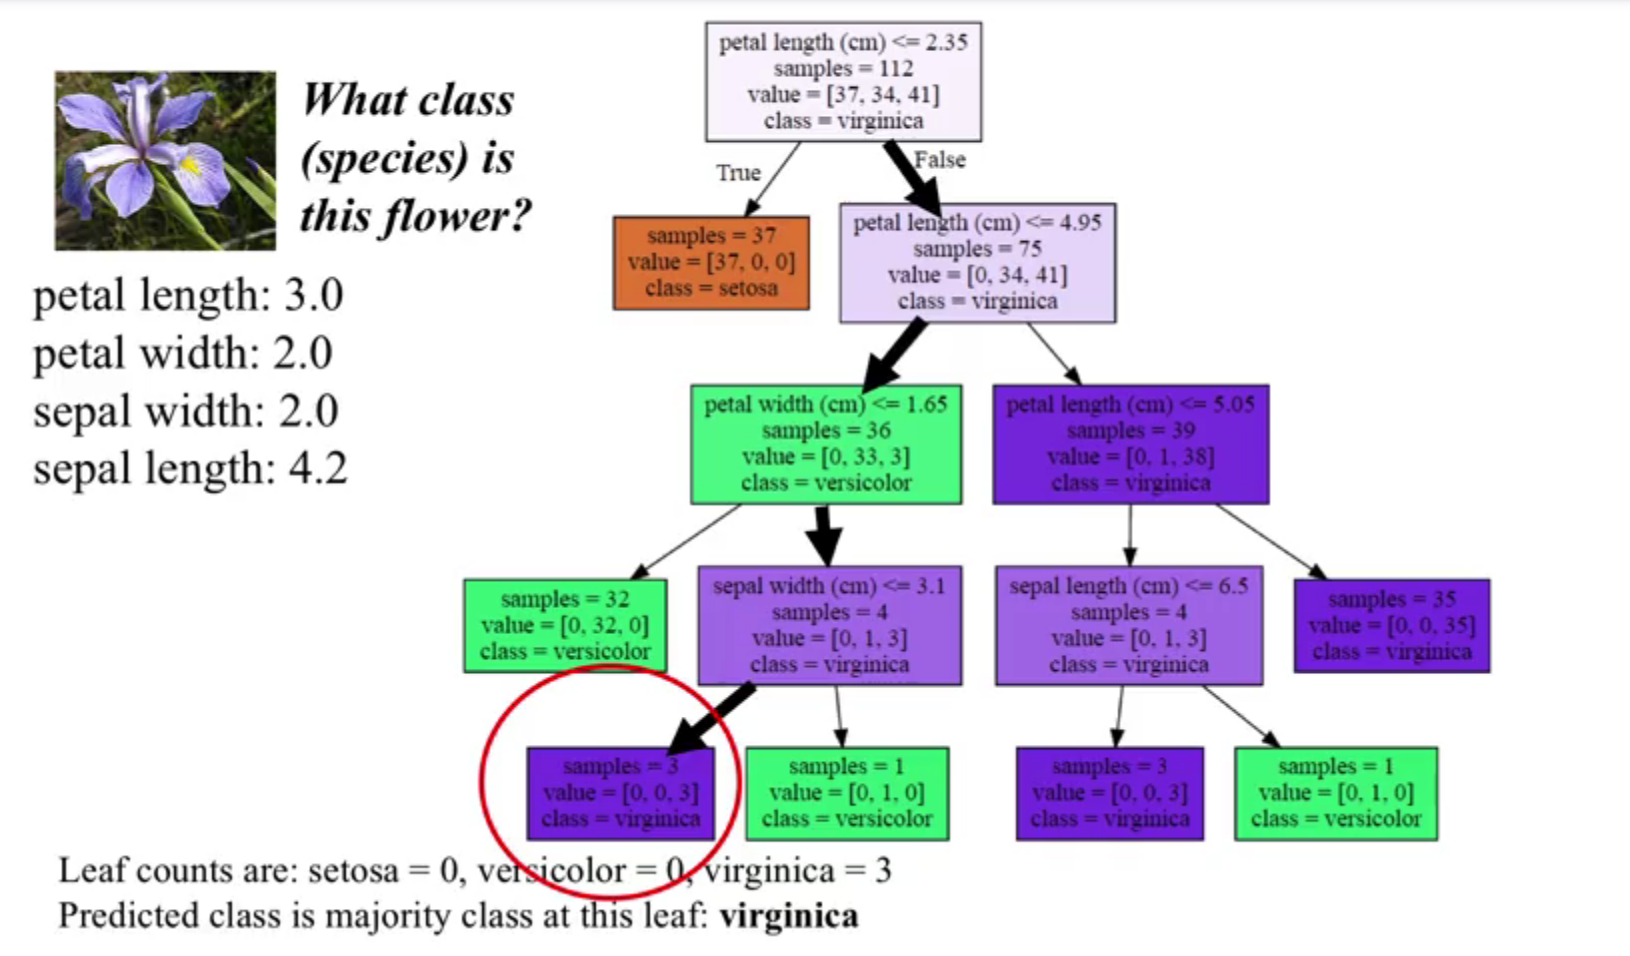 What class
(species) is
this flower?
petal length: 3.0
petal width: 2.0
sepal width: 2.0
sepal length: 4.2
petal length (cm) <= 2.35
samples = 112
value = [37, 34, 41]
class = virginica
True
False
samples = 37
value = [37, 0, 0]
class = setosa
petal length (cm) <= 4.95
samples = 75
value = [0, 34, 41]
class = virginica
petal width (cm) <= 1.65
samples = 36
value = [0, 33, 3]
class = versicolor
petal length (cm) <= 5.05
samples = 39
value = [0, 1, 38]
class = virginica
samples = 32
value = [0, 32, 0]
class = versicolor
sepal width (cm) <= 3.1
samples = 4
value = [0, 1, 3]
class = virginica
sepal length (cm) <= 6.5
samples = 4
value = [0, 1, 3]
class = virginica
samples = 35
value = [0, 0, 35]
class = virginica
samples = 3
value = [0, 0, 3]
class = virginica
samples = 1
value = [0, 1, 0]
class = versicolor
samples = 3
value = [0, 0, 3]
class = virginica
samples = 1
value = [0, 1, 0]
class = versicolor
Leaf counts are: setosa = 0, versicolor = 0, virginica = 3
Predicted class is majority class at this leaf: virginica